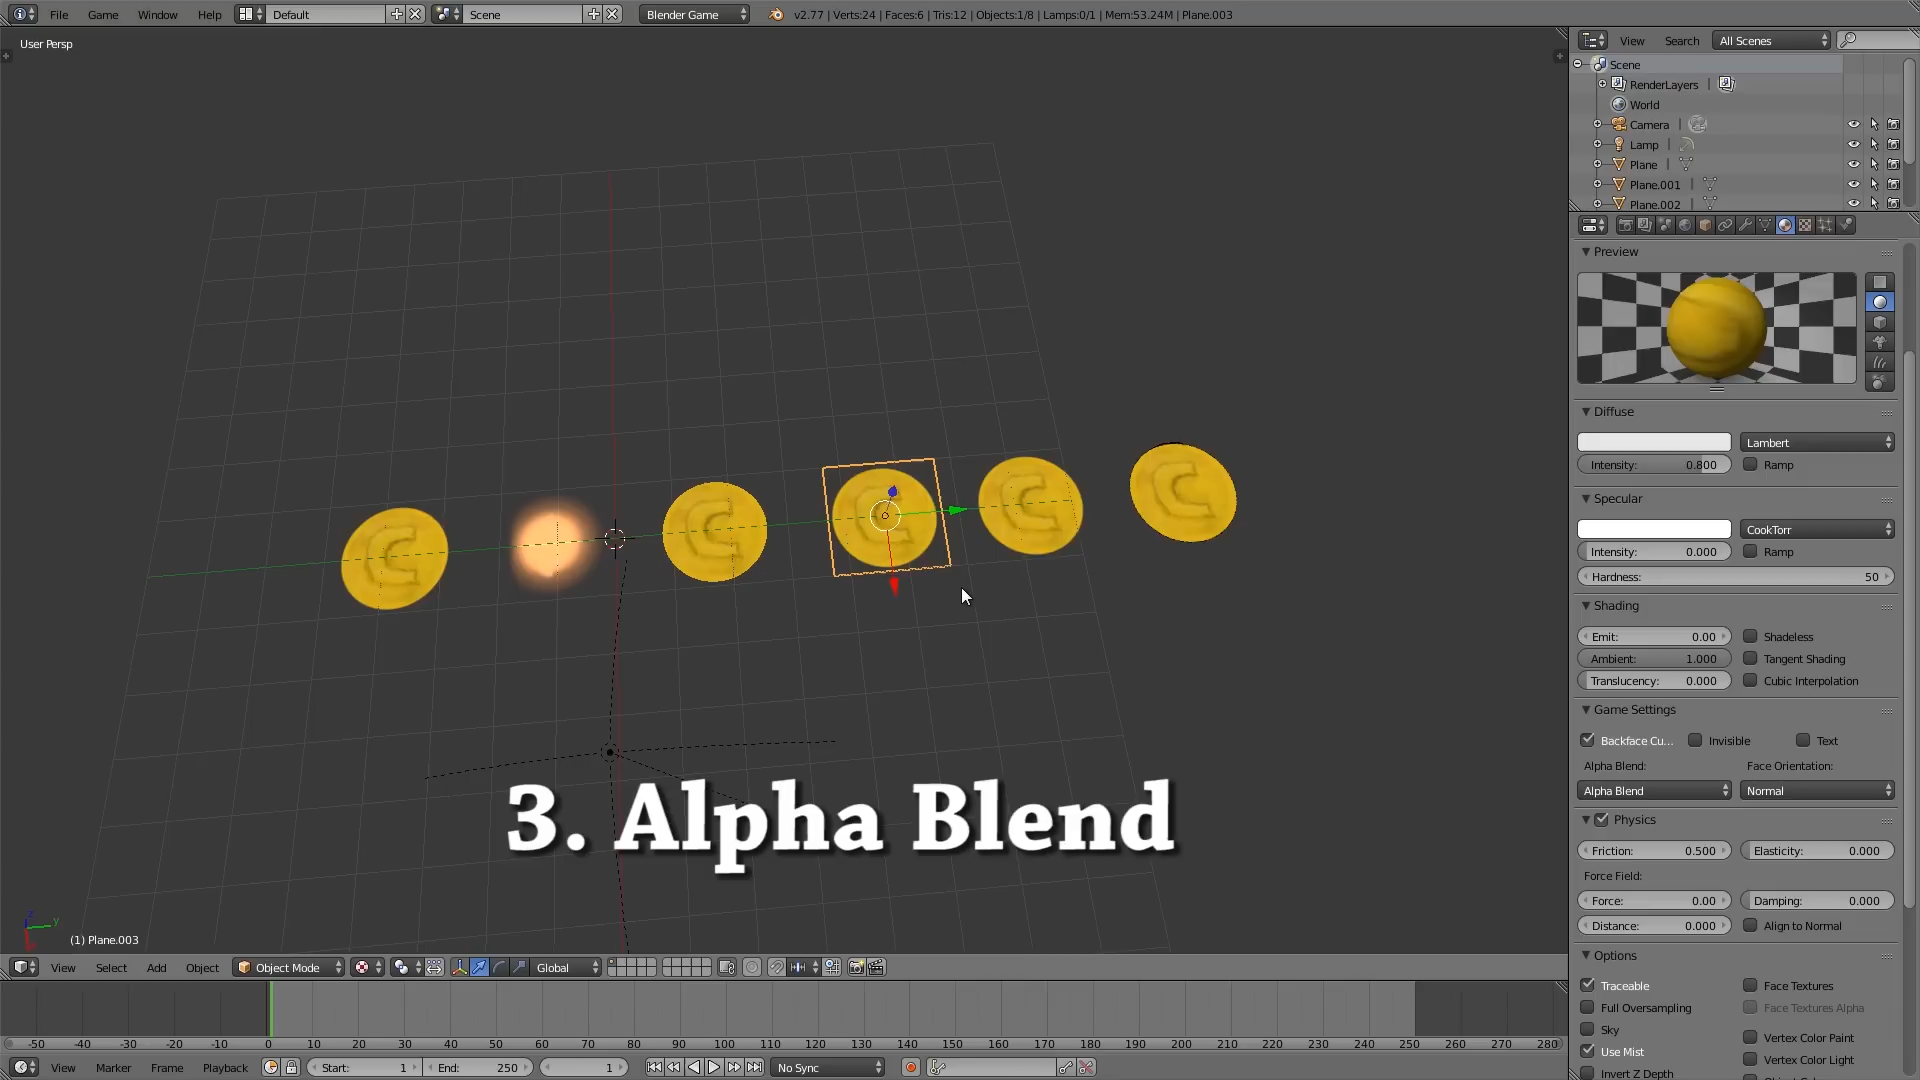 File Game Window Help Default Scene Blender Game v2.77 | Verts:24 | Faces:6 | Tris:12 | Objects:1/8 | Lamps:0/1 | Mem:53.24M | Plane.003
User Persp
View Search All Scenes
Scene
RenderLayers
World
Camera
Lamp
Plane
Plane.001
Plane.002
Preview
Diffuse
Lambert
Intensity: 0.800 Ramp
Specular
CookTorr
Intensity: 0.000 Ramp
Hardness: 50
Shading
Emit: 0.00 Shadeless
Ambient: 1.000 Tangent Shading
Translucency: 0.000 Cubic Interpolation
Game Settings
Backface Cu... Invisible Text
Alpha Blend: Face Orientation:
Alpha Blend Normal
Physics
Friction: 0.500 Elasticity: 0.000
Force Field:
Force: 0.00 Damping: 0.000
Distance: 0.000 Align to Normal
Options
Traceable Face Textures
Full Oversampling Face Textures Alpha
Sky
Vertex Color Paint
Use Mist
Vertex Color Light
Invert Z Depth
3. Alpha Blend
z
y
(1) Plane.003
View Select Add Object Object Mode Global
-50 -40 -30 -20 -10 0 10 20 30 40 50 60 70 80 90 100 110 120 130 140 150 160 170 180 190 200 210 220 230 240 250 260 270 280
View Marker Frame Playback Start: 1 End: 250 1 No Sync